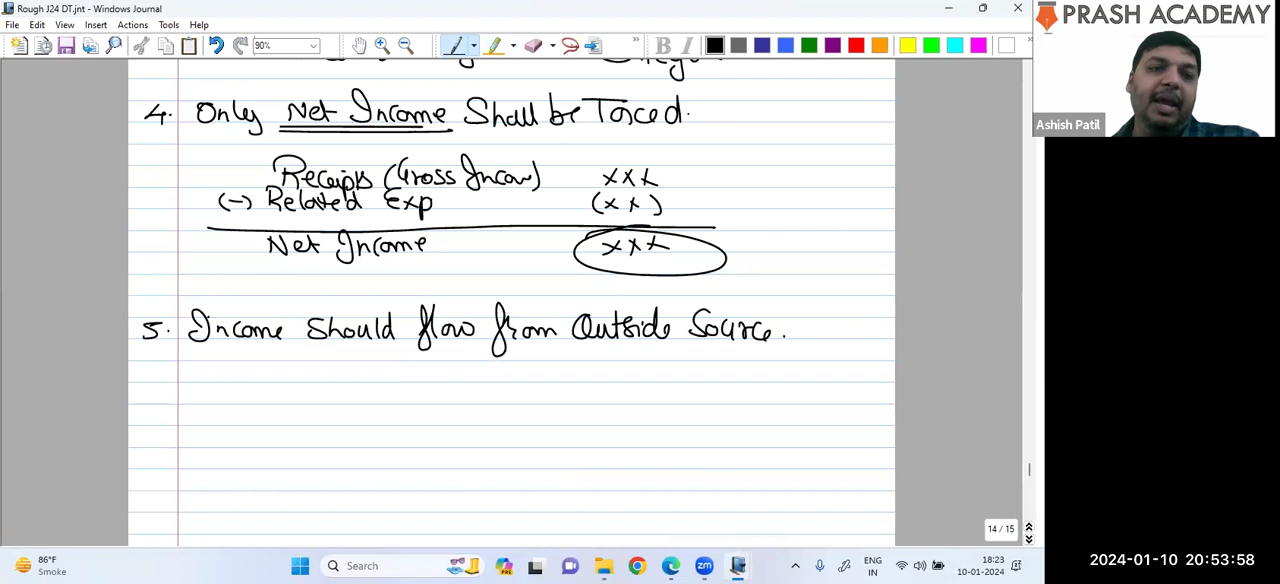 Rough J24 DT.jnt - Windows Journal
PRASH ACADEMY
File Edit View Insert Actions Tools Help
90%
B I
4. Only Net Income Shall be Taxed.
Ashish Patil
Receipts (Gross Income) xxx
(-) Related Exp (xx)
Net Income xxx
5. Income should flow from Outside Source.
14 / 15
86°F
Smoke
Search
PRE
zm
ENG
IN
18:23
10-01-2024
2024-01-10 20:53:58